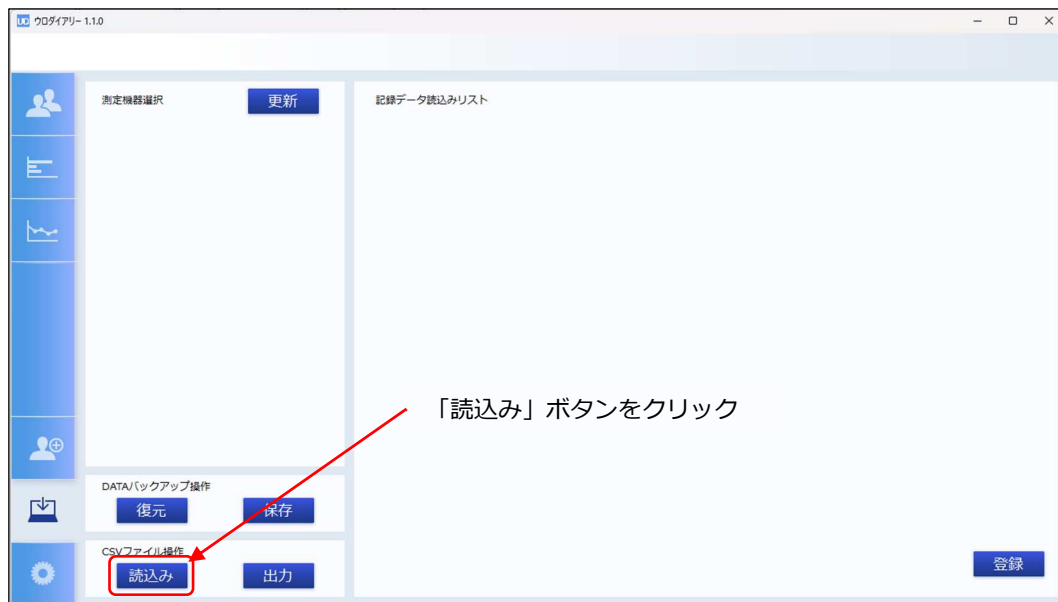 UD ウロダイアリー 1.1.0
測定機器選択
更新
記録データ読込みリスト
「読込み」ボタンをクリック
DATAバックアップ操作
復元
保存
CSVファイル操作
読込み
出力
登録